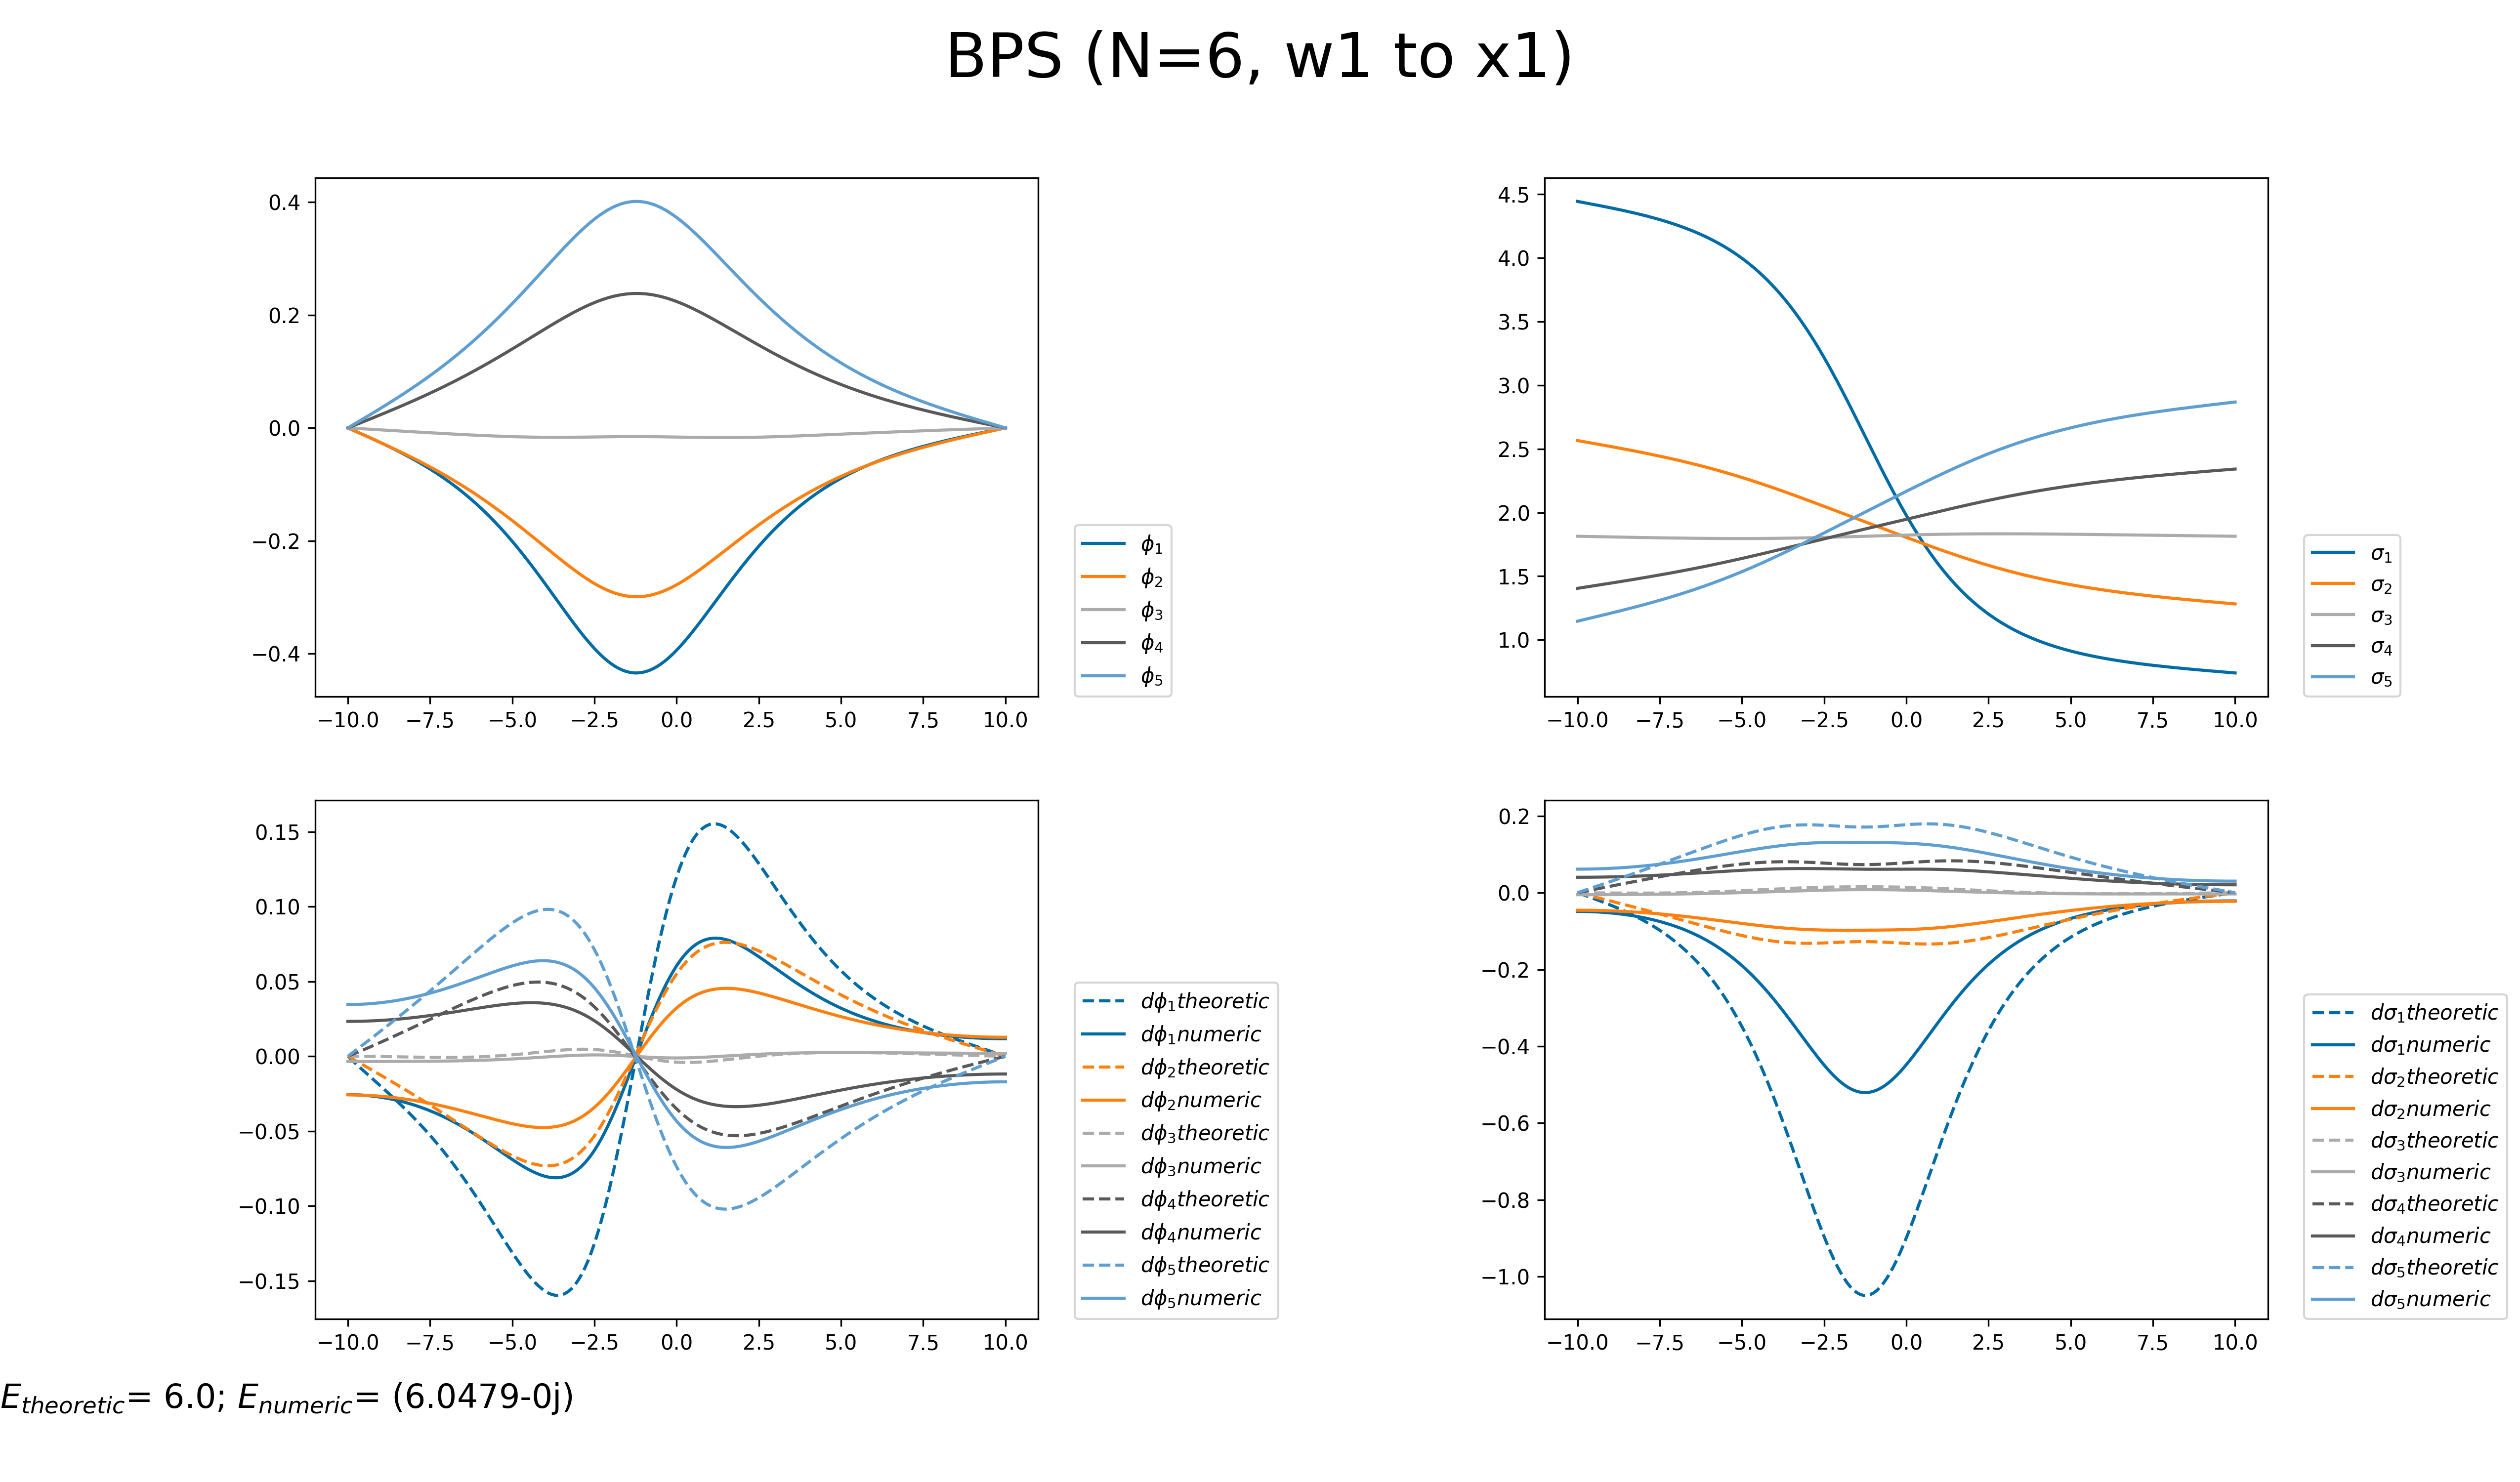 BPS (N=6, w1 to x1)
0.4
0.2
0.0
−0.2
−0.4
−10.0 −7.5 −5.0 −2.5 0.0 2.5 5.0 7.5 10.0
ϕ1
ϕ2
ϕ3
ϕ4
ϕ5
4.5
4.0
3.5
3.0
2.5
2.0
1.5
1.0
−10.0 −7.5 −5.0 −2.5 0.0 2.5 5.0 7.5 10.0
σ1
σ2
σ3
σ4
σ5
0.15
0.10
0.05
0.00
−0.05
−0.10
−0.15
−10.0 −7.5 −5.0 −2.5 0.0 2.5 5.0 7.5 10.0
dϕ1theoretic
dϕ1numeric
dϕ2theoretic
dϕ2numeric
dϕ3theoretic
dϕ3numeric
dϕ4theoretic
dϕ4numeric
dϕ5theoretic
dϕ5numeric
0.2
0.0
−0.2
−0.4
−0.6
−0.8
−1.0
−10.0 −7.5 −5.0 −2.5 0.0 2.5 5.0 7.5 10.0
dσ1theoretic
dσ1numeric
dσ2theoretic
dσ2numeric
dσ3theoretic
dσ3numeric
dσ4theoretic
dσ4numeric
dσ5theoretic
dσ5numeric
Etheoretic= 6.0; Enumeric= (6.0479-0j)